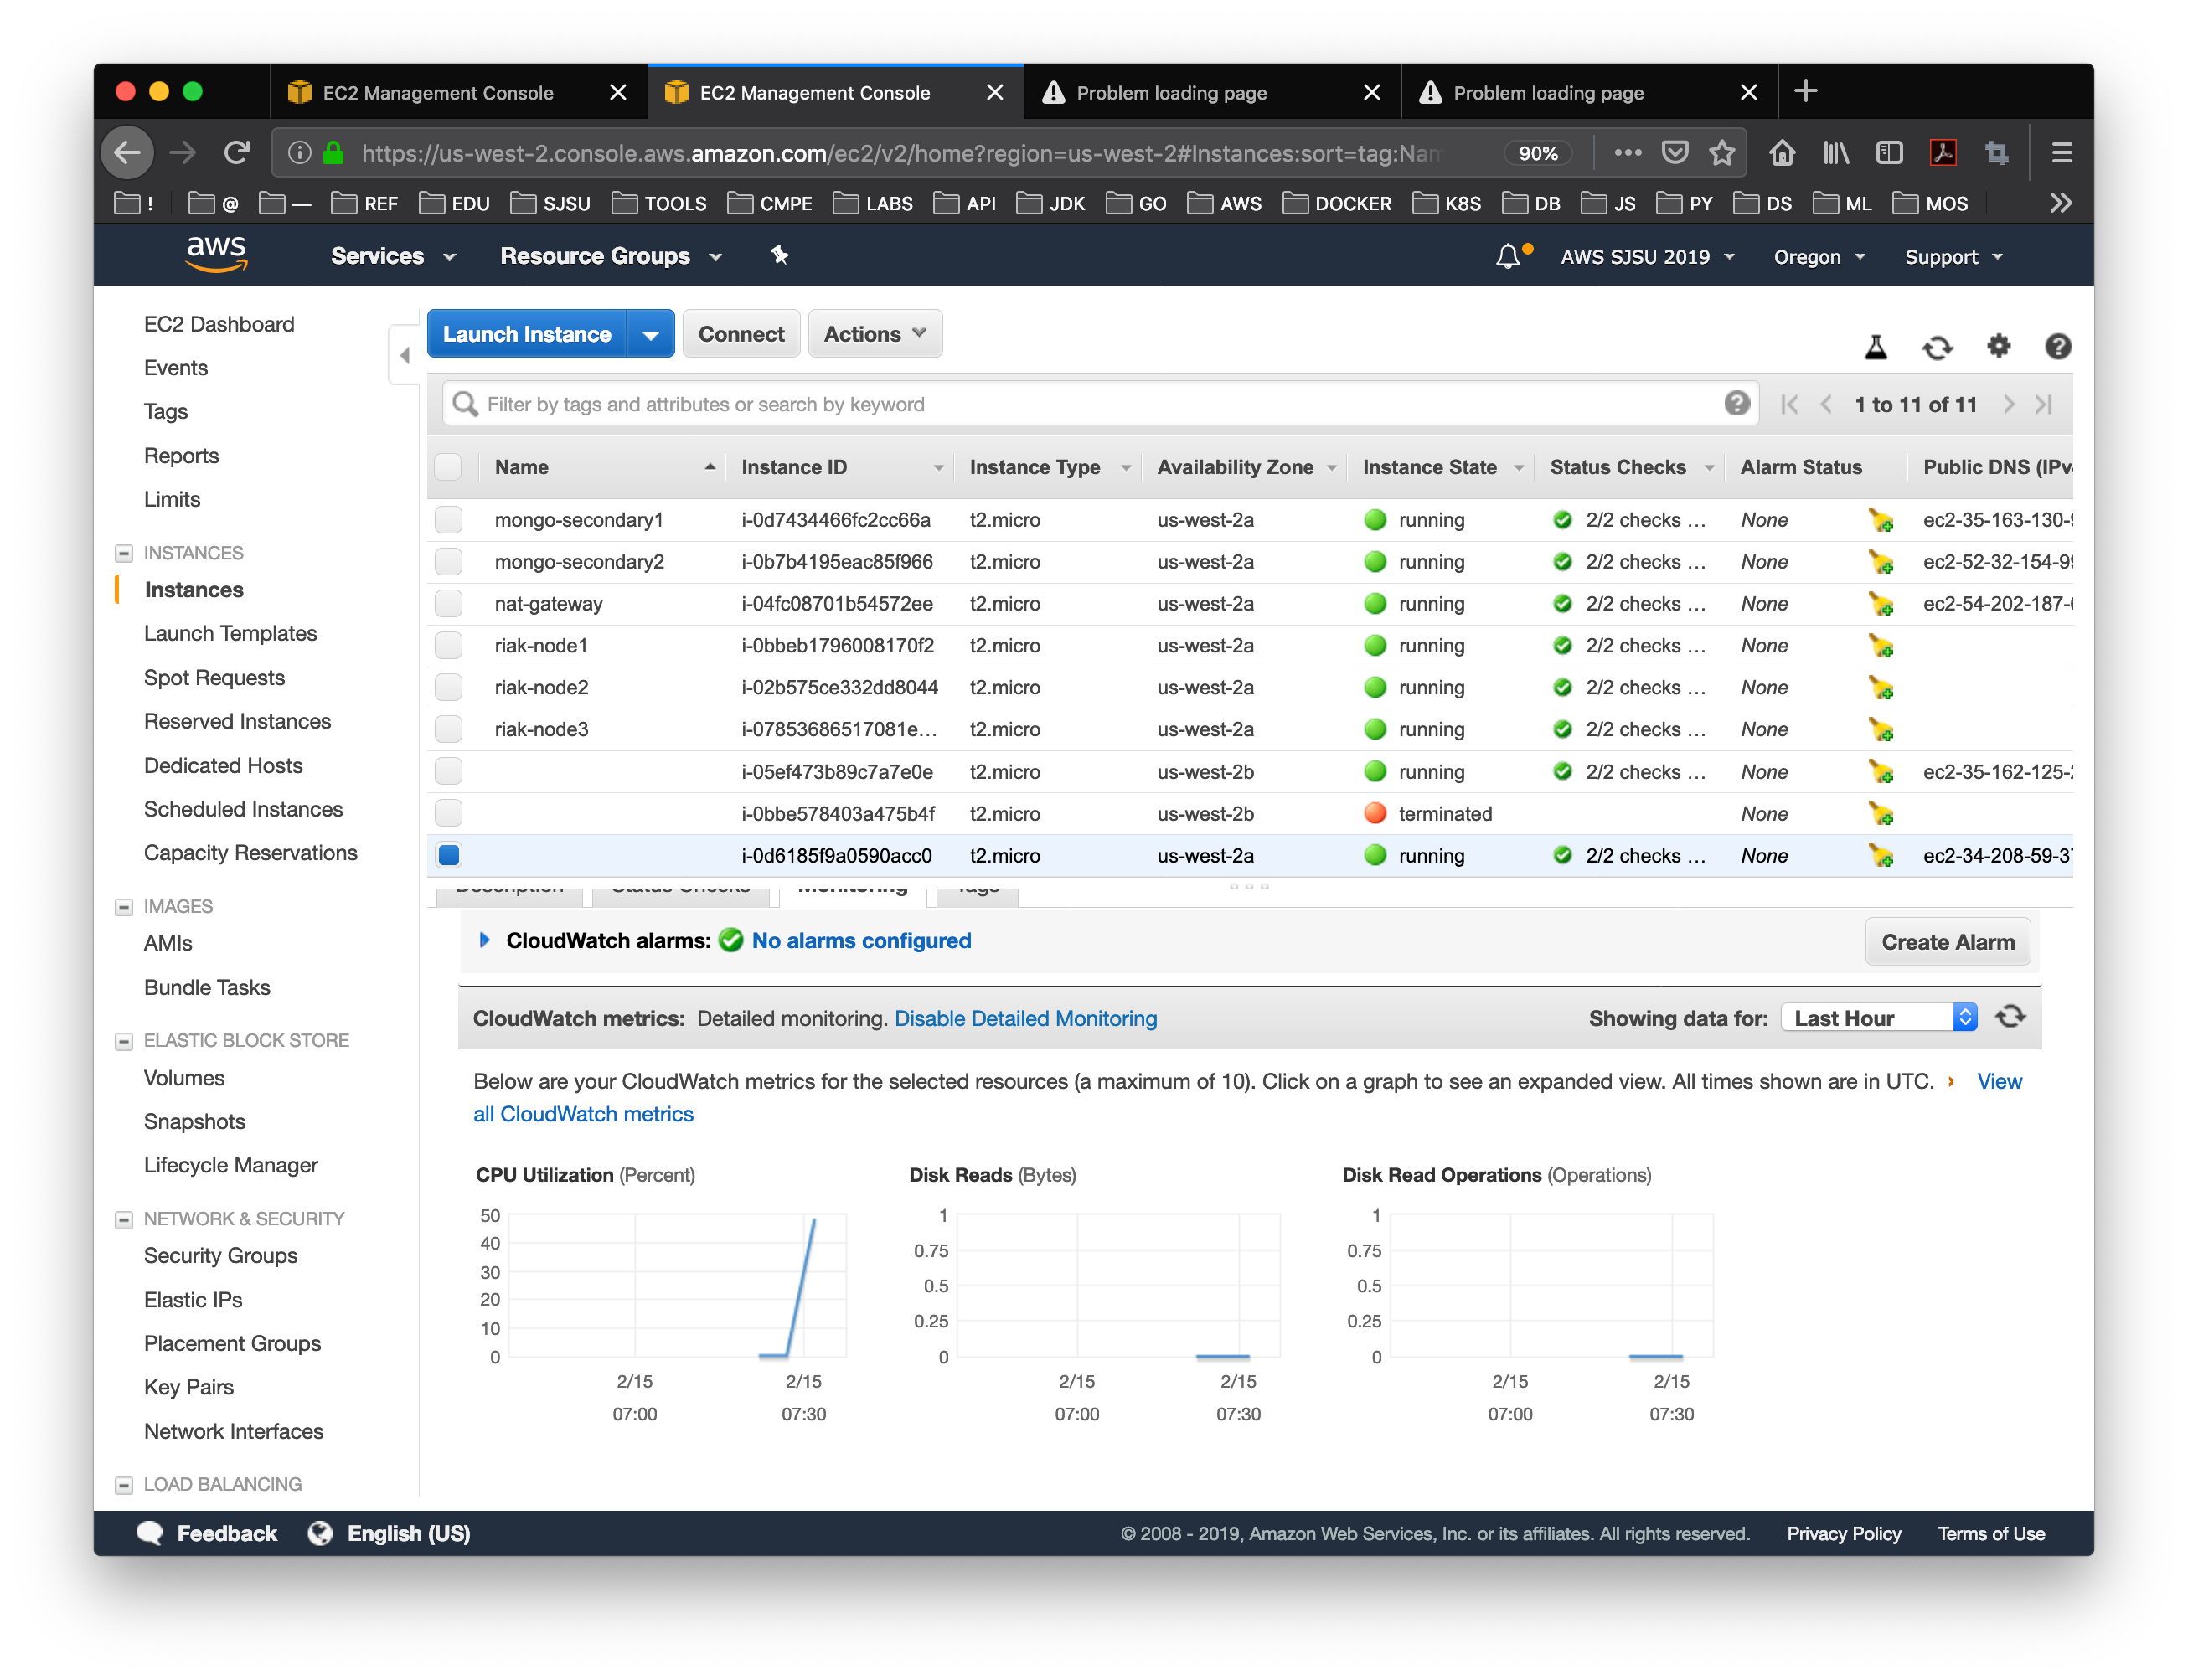 EC2 Management Console
EC2 Management Console
Problem loading page
Problem loading page
https://us-west-2.console.aws.amazon.com/ec2/v2/home?region=us-west-2#Instances:sort=tag:Nam
90%
! @ — REF EDU SJSU TOOLS CMPE LABS API JDK GO AWS DOCKER K8S DB JS PY DS ML MOS
aws Services Resource Groups AWS SJSU 2019 Oregon Support
EC2 Dashboard
Events
Tags
Reports
Limits
INSTANCES
Instances
Launch Templates
Spot Requests
Reserved Instances
Dedicated Hosts
Scheduled Instances
Capacity Reservations
IMAGES
AMIs
Bundle Tasks
ELASTIC BLOCK STORE
Volumes
Snapshots
Lifecycle Manager
NETWORK & SECURITY
Security Groups
Elastic IPs
Placement Groups
Key Pairs
Network Interfaces
LOAD BALANCING
Launch Instance Connect Actions
Filter by tags and attributes or search by keyword
1 to 11 of 11
Name Instance ID Instance Type Availability Zone Instance State Status Checks Alarm Status Public DNS (IPv
mongo-secondary1 i-0d7434466fc2cc66a t2.micro us-west-2a running 2/2 checks ... None ec2-35-163-130-
mongo-secondary2 i-0b7b4195eac85f966 t2.micro us-west-2a running 2/2 checks ... None ec2-52-32-154-9
nat-gateway i-04fc08701b54572ee t2.micro us-west-2a running 2/2 checks ... None ec2-54-202-187-
riak-node1 i-0bbeb1796008170f2 t2.micro us-west-2a running 2/2 checks ... None
riak-node2 i-02b575ce332dd8044 t2.micro us-west-2a running 2/2 checks ... None
riak-node3 i-07853686517081e... t2.micro us-west-2a running 2/2 checks ... None
i-05ef473b89c7a7e0e t2.micro us-west-2b running 2/2 checks ... None ec2-35-162-125-
i-0bbe578403a475b4f t2.micro us-west-2b terminated None
i-0d6185f9a0590acc0 t2.micro us-west-2a running 2/2 checks ... None ec2-34-208-59-3
Description Status Checks Monitoring Tags
CloudWatch alarms: No alarms configured
Create Alarm
CloudWatch metrics: Detailed monitoring. Disable Detailed Monitoring
Showing data for: Last Hour
Below are your CloudWatch metrics for the selected resources (a maximum of 10). Click on a graph to see an expanded view. All times shown are in UTC. View
all CloudWatch metrics
CPU Utilization (Percent)
50
40
30
20
10
0
2/15 2/15
07:00 07:30
Disk Reads (Bytes)
1
0.75
0.5
0.25
0
2/15 2/15
07:00 07:30
Disk Read Operations (Operations)
1
0.75
0.5
0.25
0
2/15 2/15
07:00 07:30
Feedback English (US)
© 2008 - 2019, Amazon Web Services, Inc. or its affiliates. All rights reserved. Privacy Policy Terms of Use